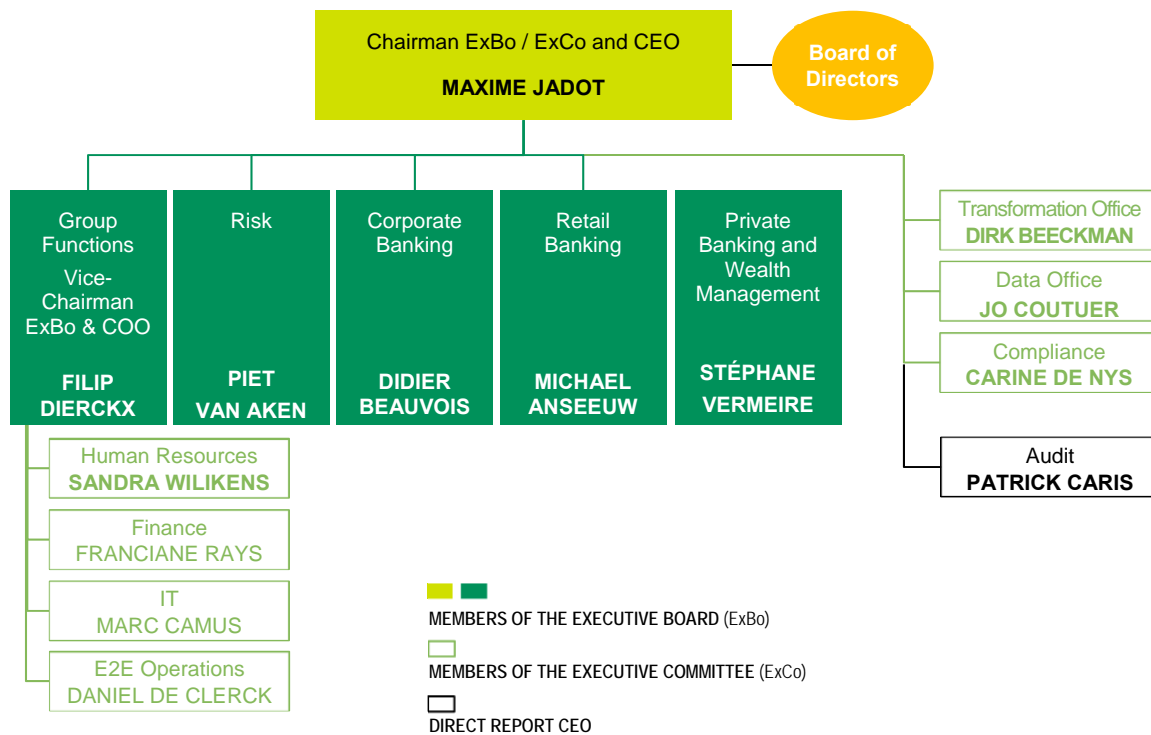 Chairman ExBo / ExCo and CEO
MAXIME JADOT
Board of
Directors
Group
Functions
Vice-
Chairman
ExBo & COO
FILIP
DIERCKX
Risk
PIET
VAN AKEN
Corporate
Banking
DIDIER
BEAUVOIS
Retail
Banking
MICHAEL
ANSEEUW
Private
Banking and
Wealth
Management
STÉPHANE
VERMEIRE
Transformation Office
DIRK BEECKMAN
Data Office
JO COUTUER
Compliance
CARINE DE NYS
Audit
PATRICK CARIS
Human Resources
SANDRA WILIKENS
Finance
FRANCIANE RAYS
IT
MARC CAMUS
E2E Operations
DANIEL DE CLERCK
MEMBERS OF THE EXECUTIVE BOARD (ExBo)
MEMBERS OF THE EXECUTIVE COMMITTEE (ExCo)
DIRECT REPORT CEO